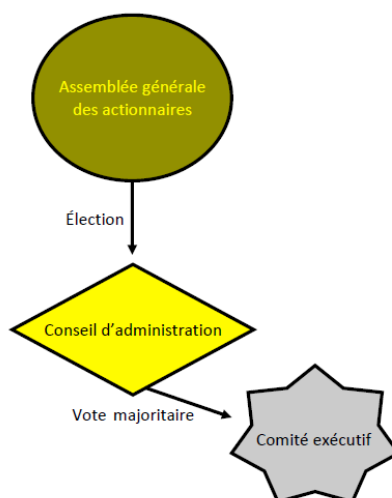 Assemblée générale
des actionnaires
Élection
Conseil d'administration
Vote majoritaire
Comité exécutif